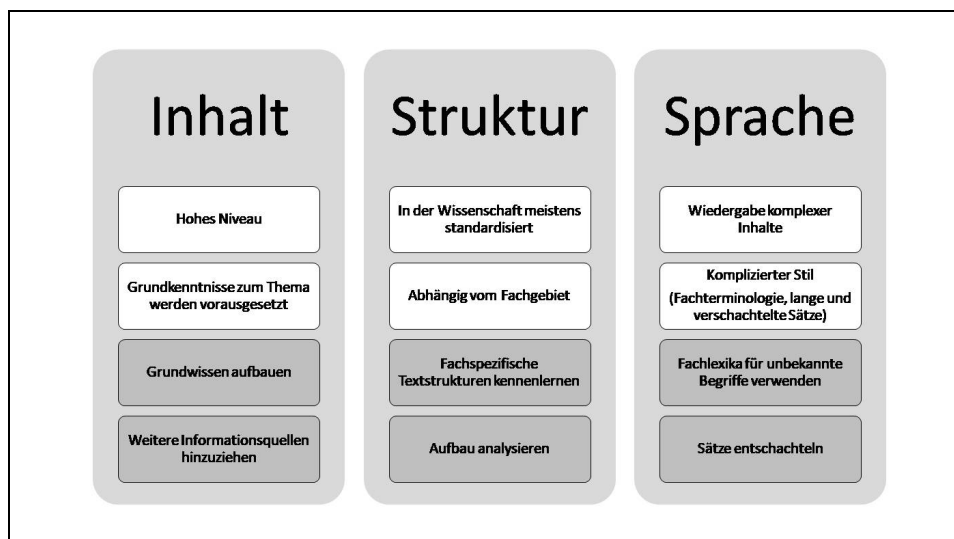 Inhalt
Hohes Niveau
Grundkenntnisse zum Thema
werden vorausgesetzt
Grundwissen aufbauen
Weitere Informationsquellen
hinzuziehen
Struktur
In der Wissenschaft meistens
standardisiert
Abhängig vom Fachgebiet
Fachspezifische
Textstrukturen kennenlernen
Aufbau analysieren
Sprache
Wiedergabe komplexer
Inhalte
Komplizierter Stil
(Fachterminologie, lange und
verschachtelte Sätze)
Fachlexika für unbekannte
Begriffe verwenden
Sätze entschachteln